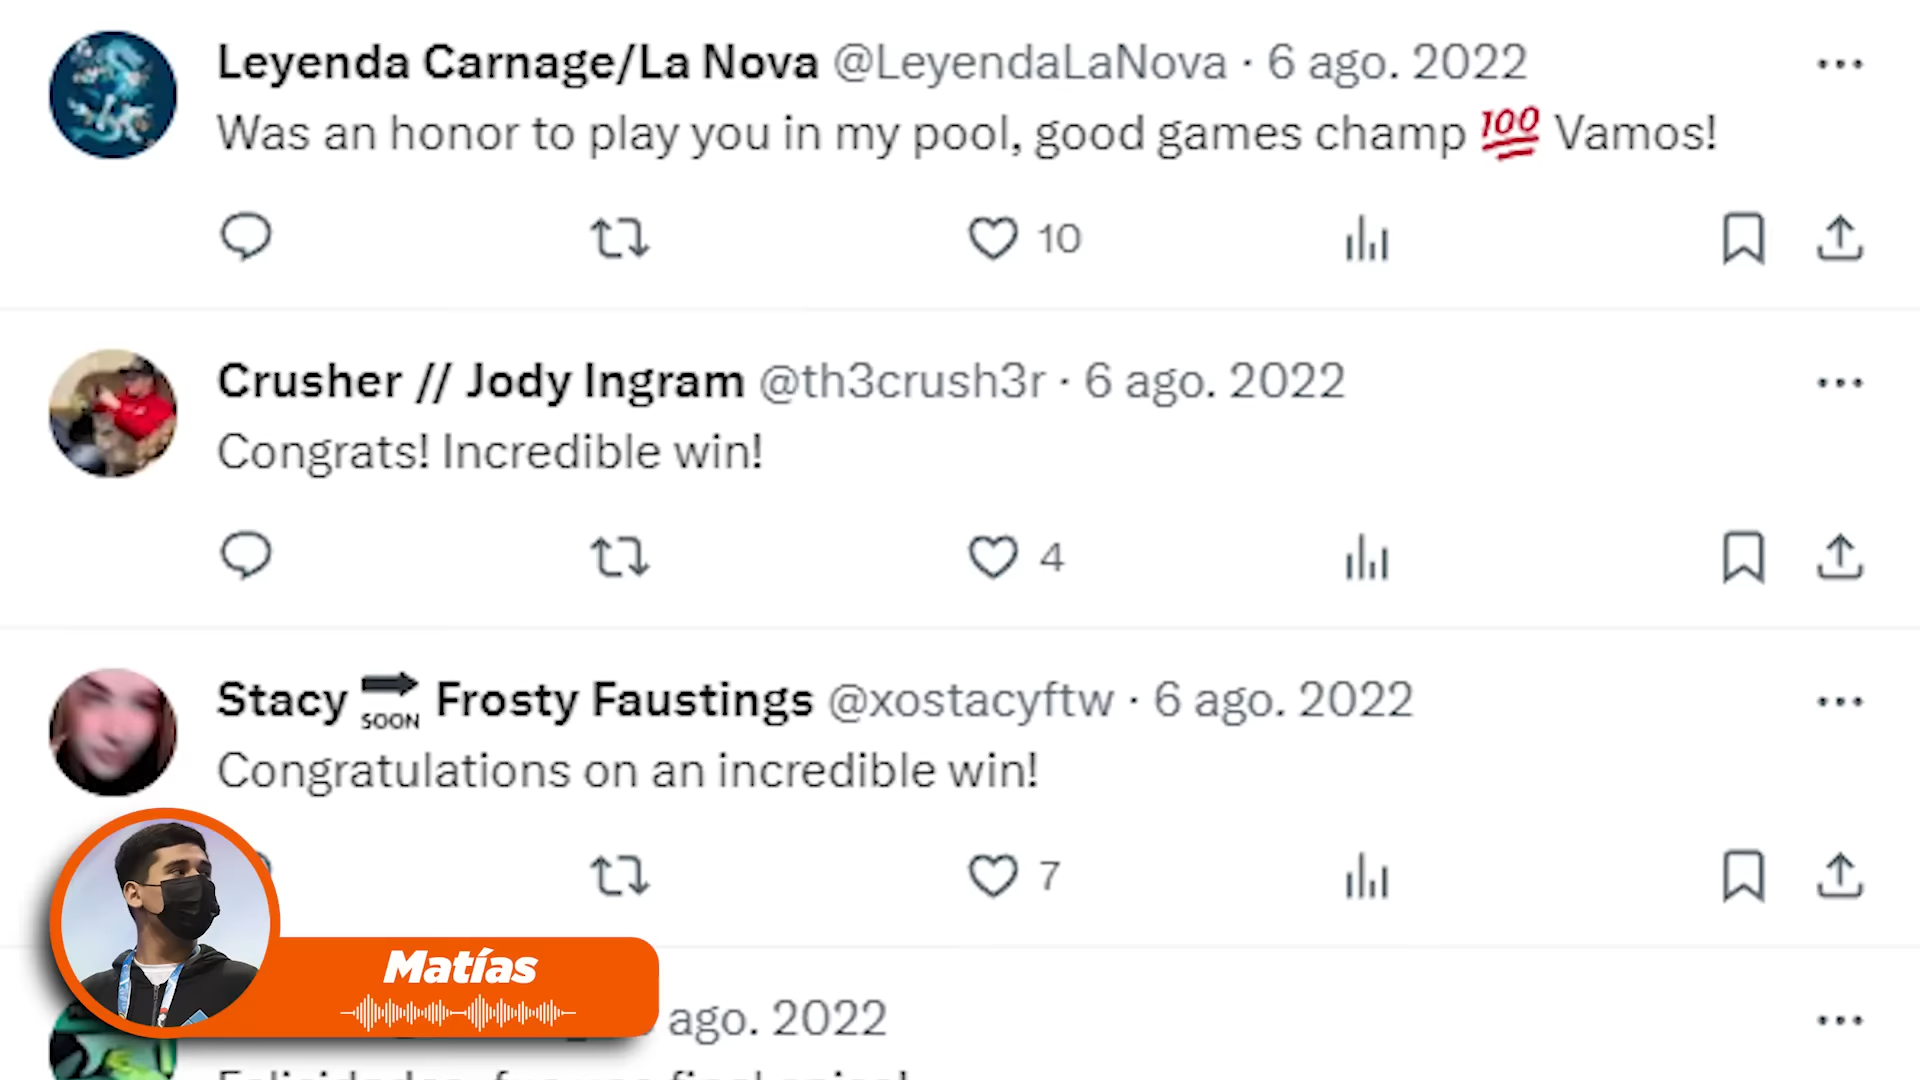 Leyenda Carnage/La Nova @LeyendaLaNova · 6 ago. 2022
Was an honor to play you in my pool, good games champ 💯 Vamos!
10
Crusher // Jody Ingram @th3crush3r · 6 ago. 2022
Congrats! Incredible win!
4
Stacy 🔜 Frosty Faustings @xostacyftw · 6 ago. 2022
Congratulations on an incredible win!
7
Matías
ago. 2022